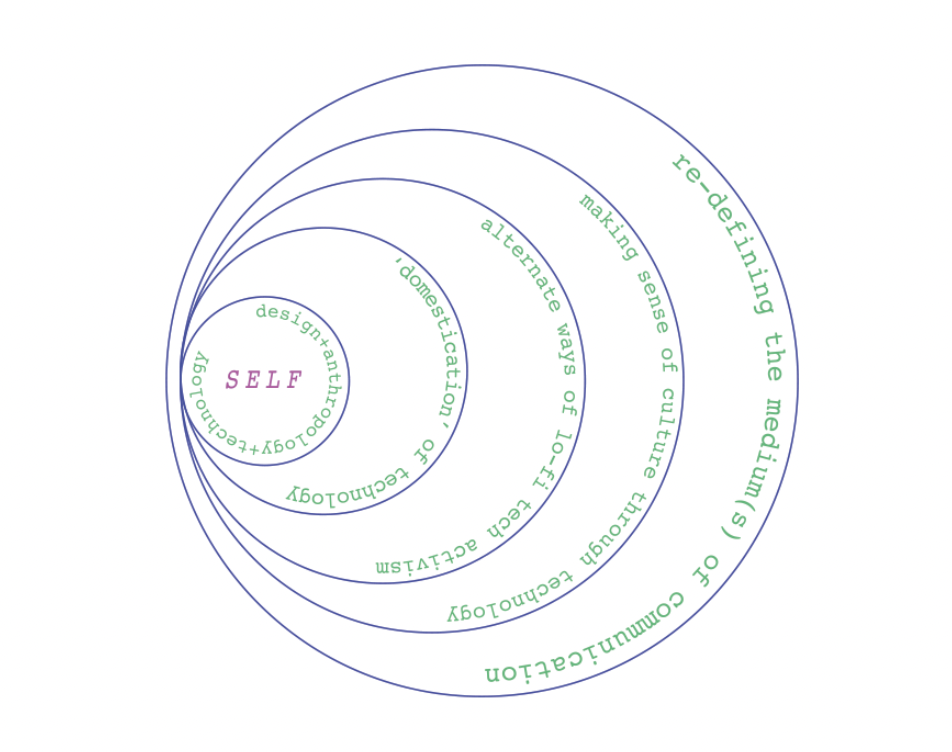 SELF
design+anthropology+technology
'domestication' of technology
alternate ways of lo-fi tech activism
making sense of culture through technology
re-defining the medium(s) of communication